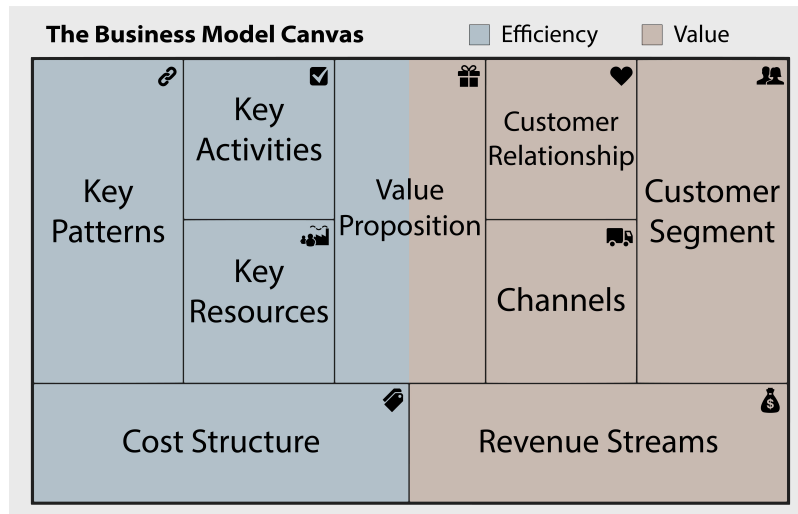 The Business Model Canvas
Efficiency
Value
Key
Patterns
Key
Activities
Key
Resources
Value
Proposition
Customer
Relationship
Channels
Customer
Segment
Cost Structure
$
Revenue Streams